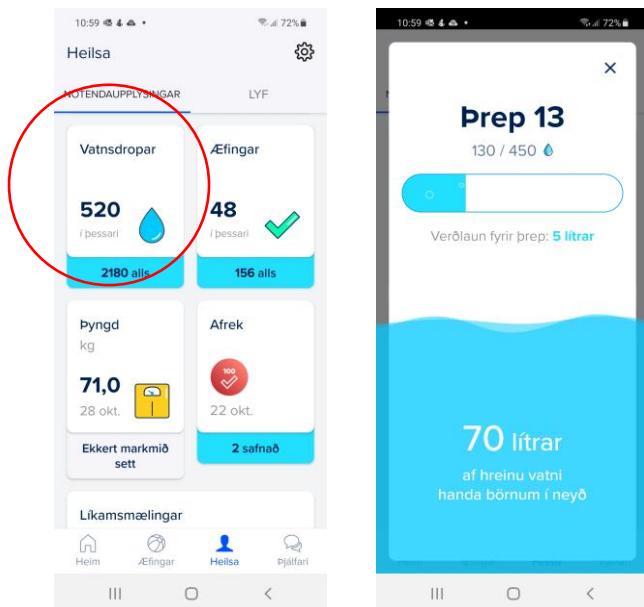 10:59
72%
Heilsa
NOTENDAUPPLÝSINGAR
LYF
Vatnsdropar
520
í þessari
2180 alls
Æfingar
48
í þessari
156 alls
Þyngd
kg
71,0
28 okt.
Ekkert markmið
sett
Afrek
100
22 okt.
2 safnað
Líkamsmælingar
Heim
Æfingar
Heilsa
Þjálfari
10:59
72%
Þrep 13
130 / 450
Verðlaun fyrir þrep: 5 lítrar
70 lítrar
af hreinu vatni
handa börnum í neyð